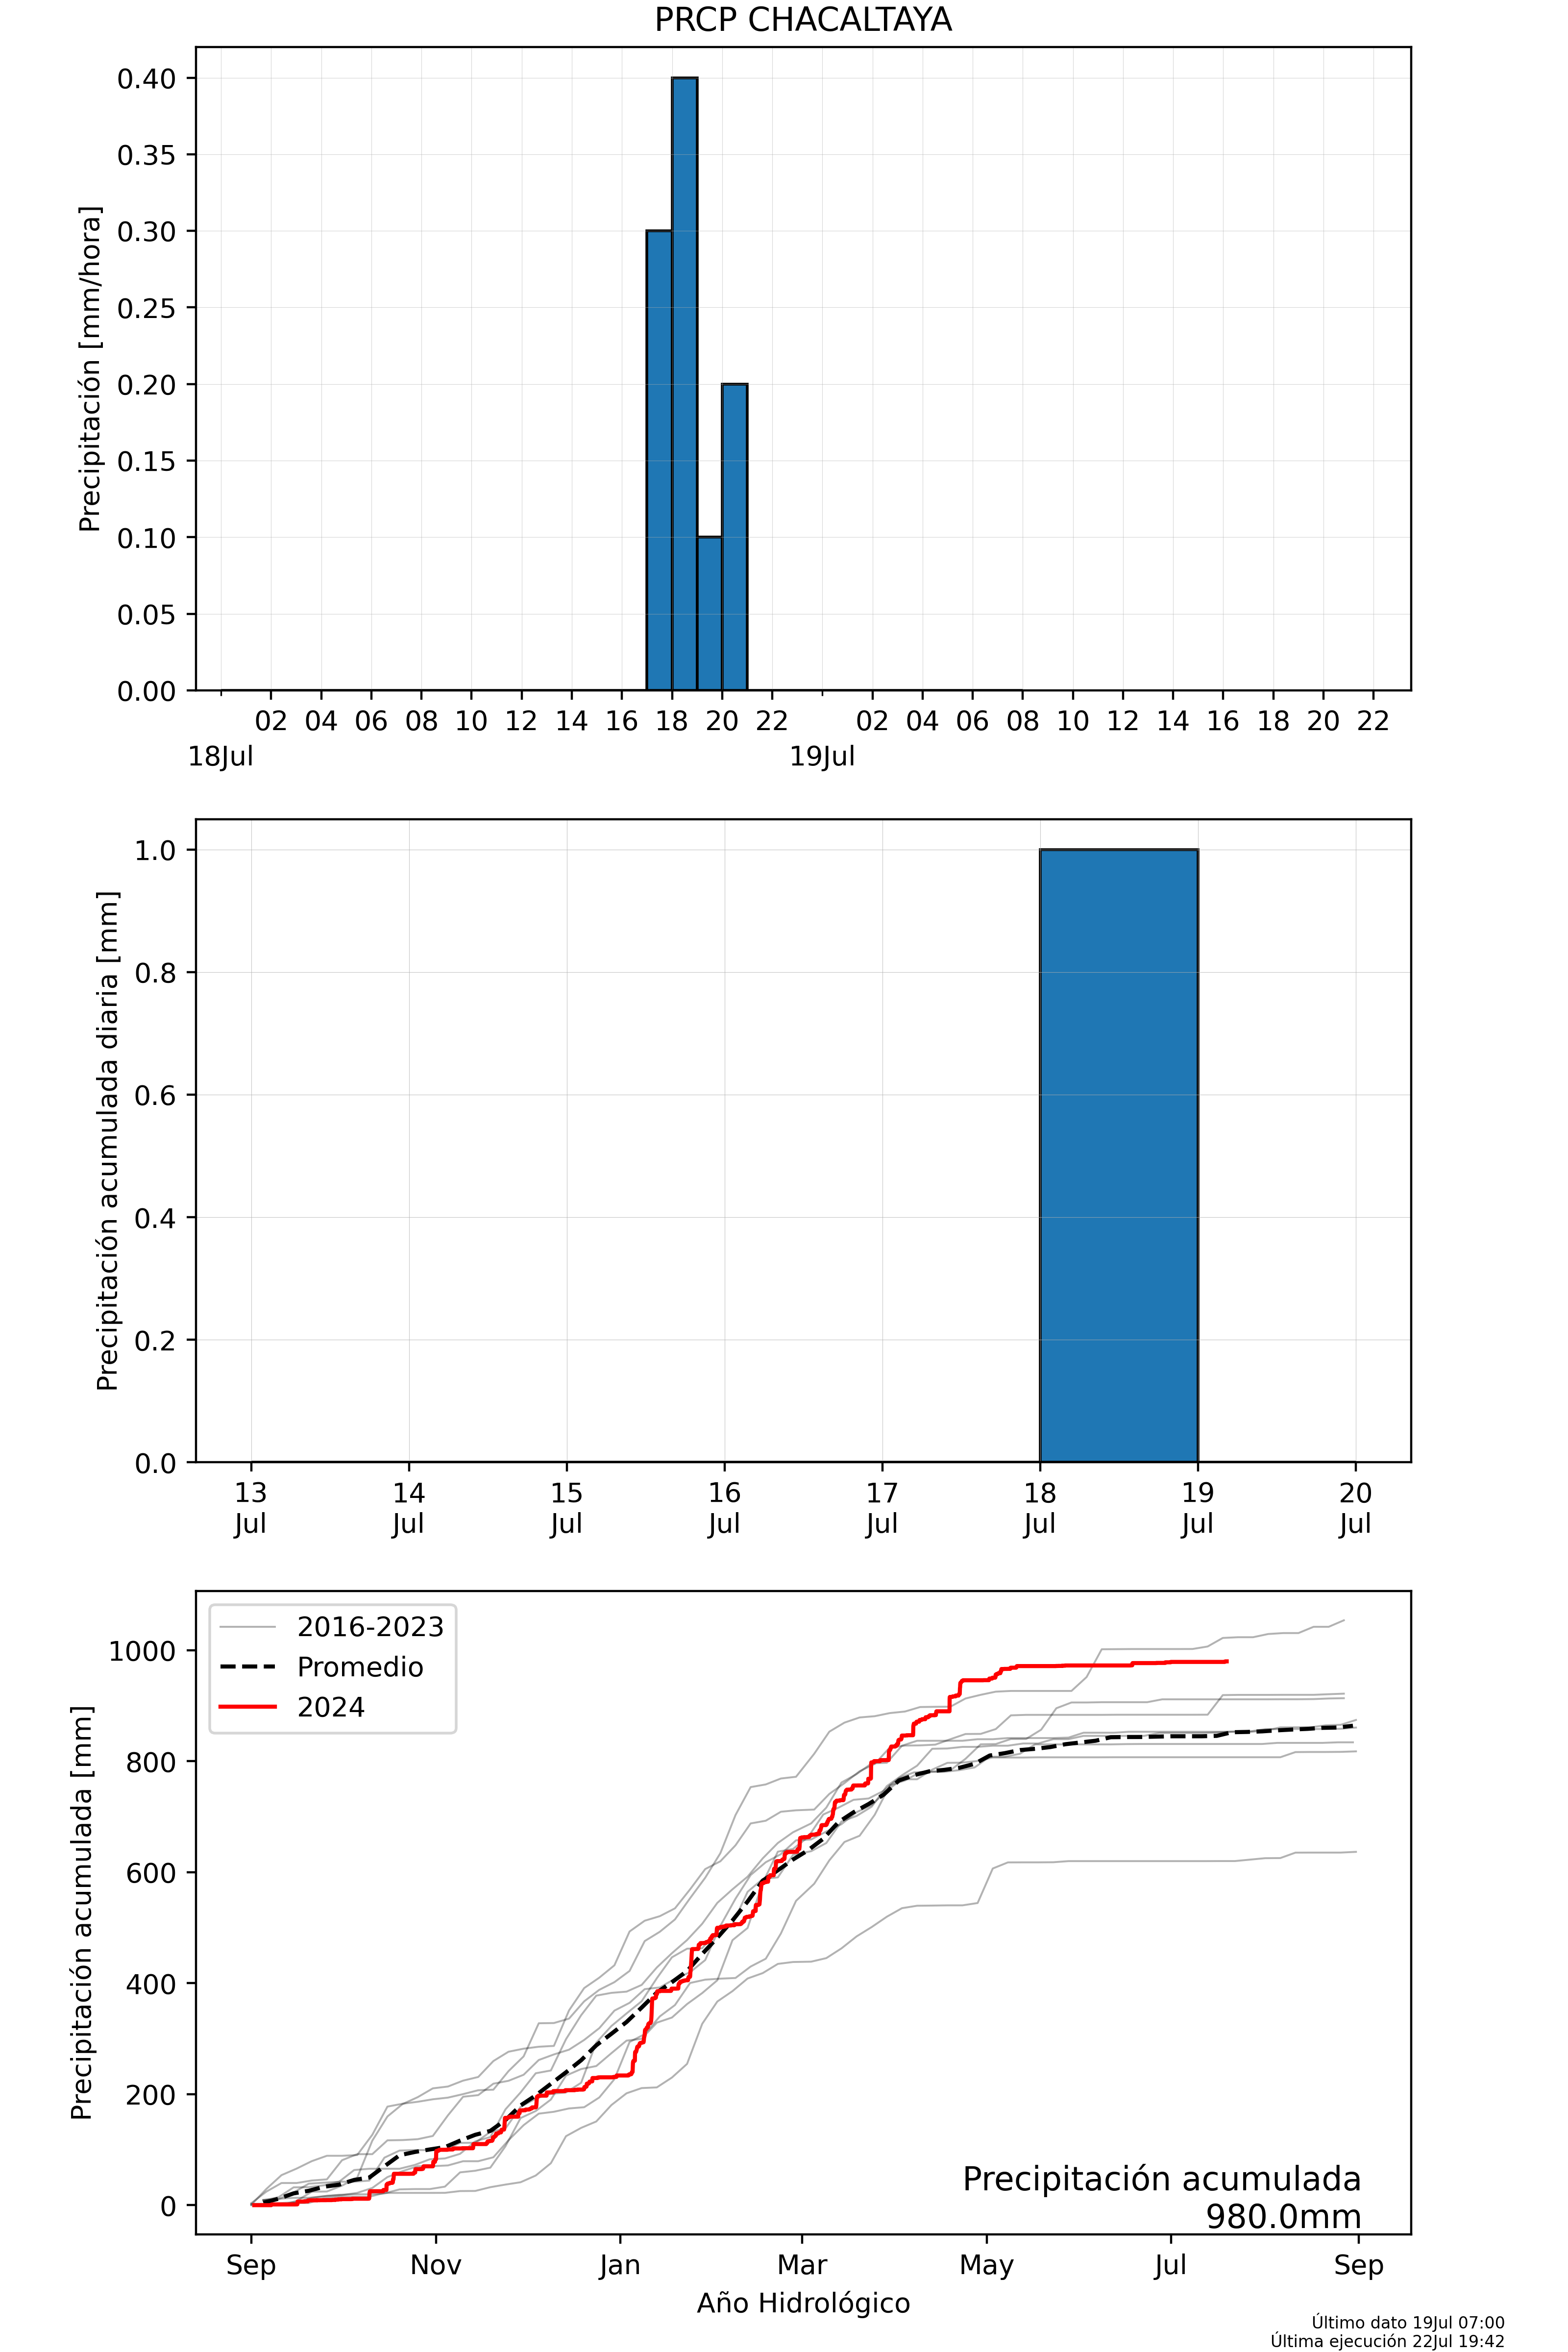 PRCP CHACALTAYA
Precipitación [mm/hora]
0.40
0.35
0.30
0.25
0.20
0.15
0.10
0.05
0.00
02 04 06 08 10 12 14 16 18 20 22 02 04 06 08 10 12 14 16 18 20 22
18Jul 19Jul
Precipitación acumulada diaria [mm]
1.0
0.8
0.6
0.4
0.2
0.0
13 14 15 16 17 18 19 20
Jul Jul Jul Jul Jul Jul Jul Jul
Precipitación acumulada [mm]
1000
800
600
400
200
0
2016-2023
Promedio
2024
Precipitación acumulada
980.0mm
Sep Nov Jan Mar May Jul Sep
Año Hidrológico
Último dato 19Jul 07:00
Última ejecución 22Jul 19:42